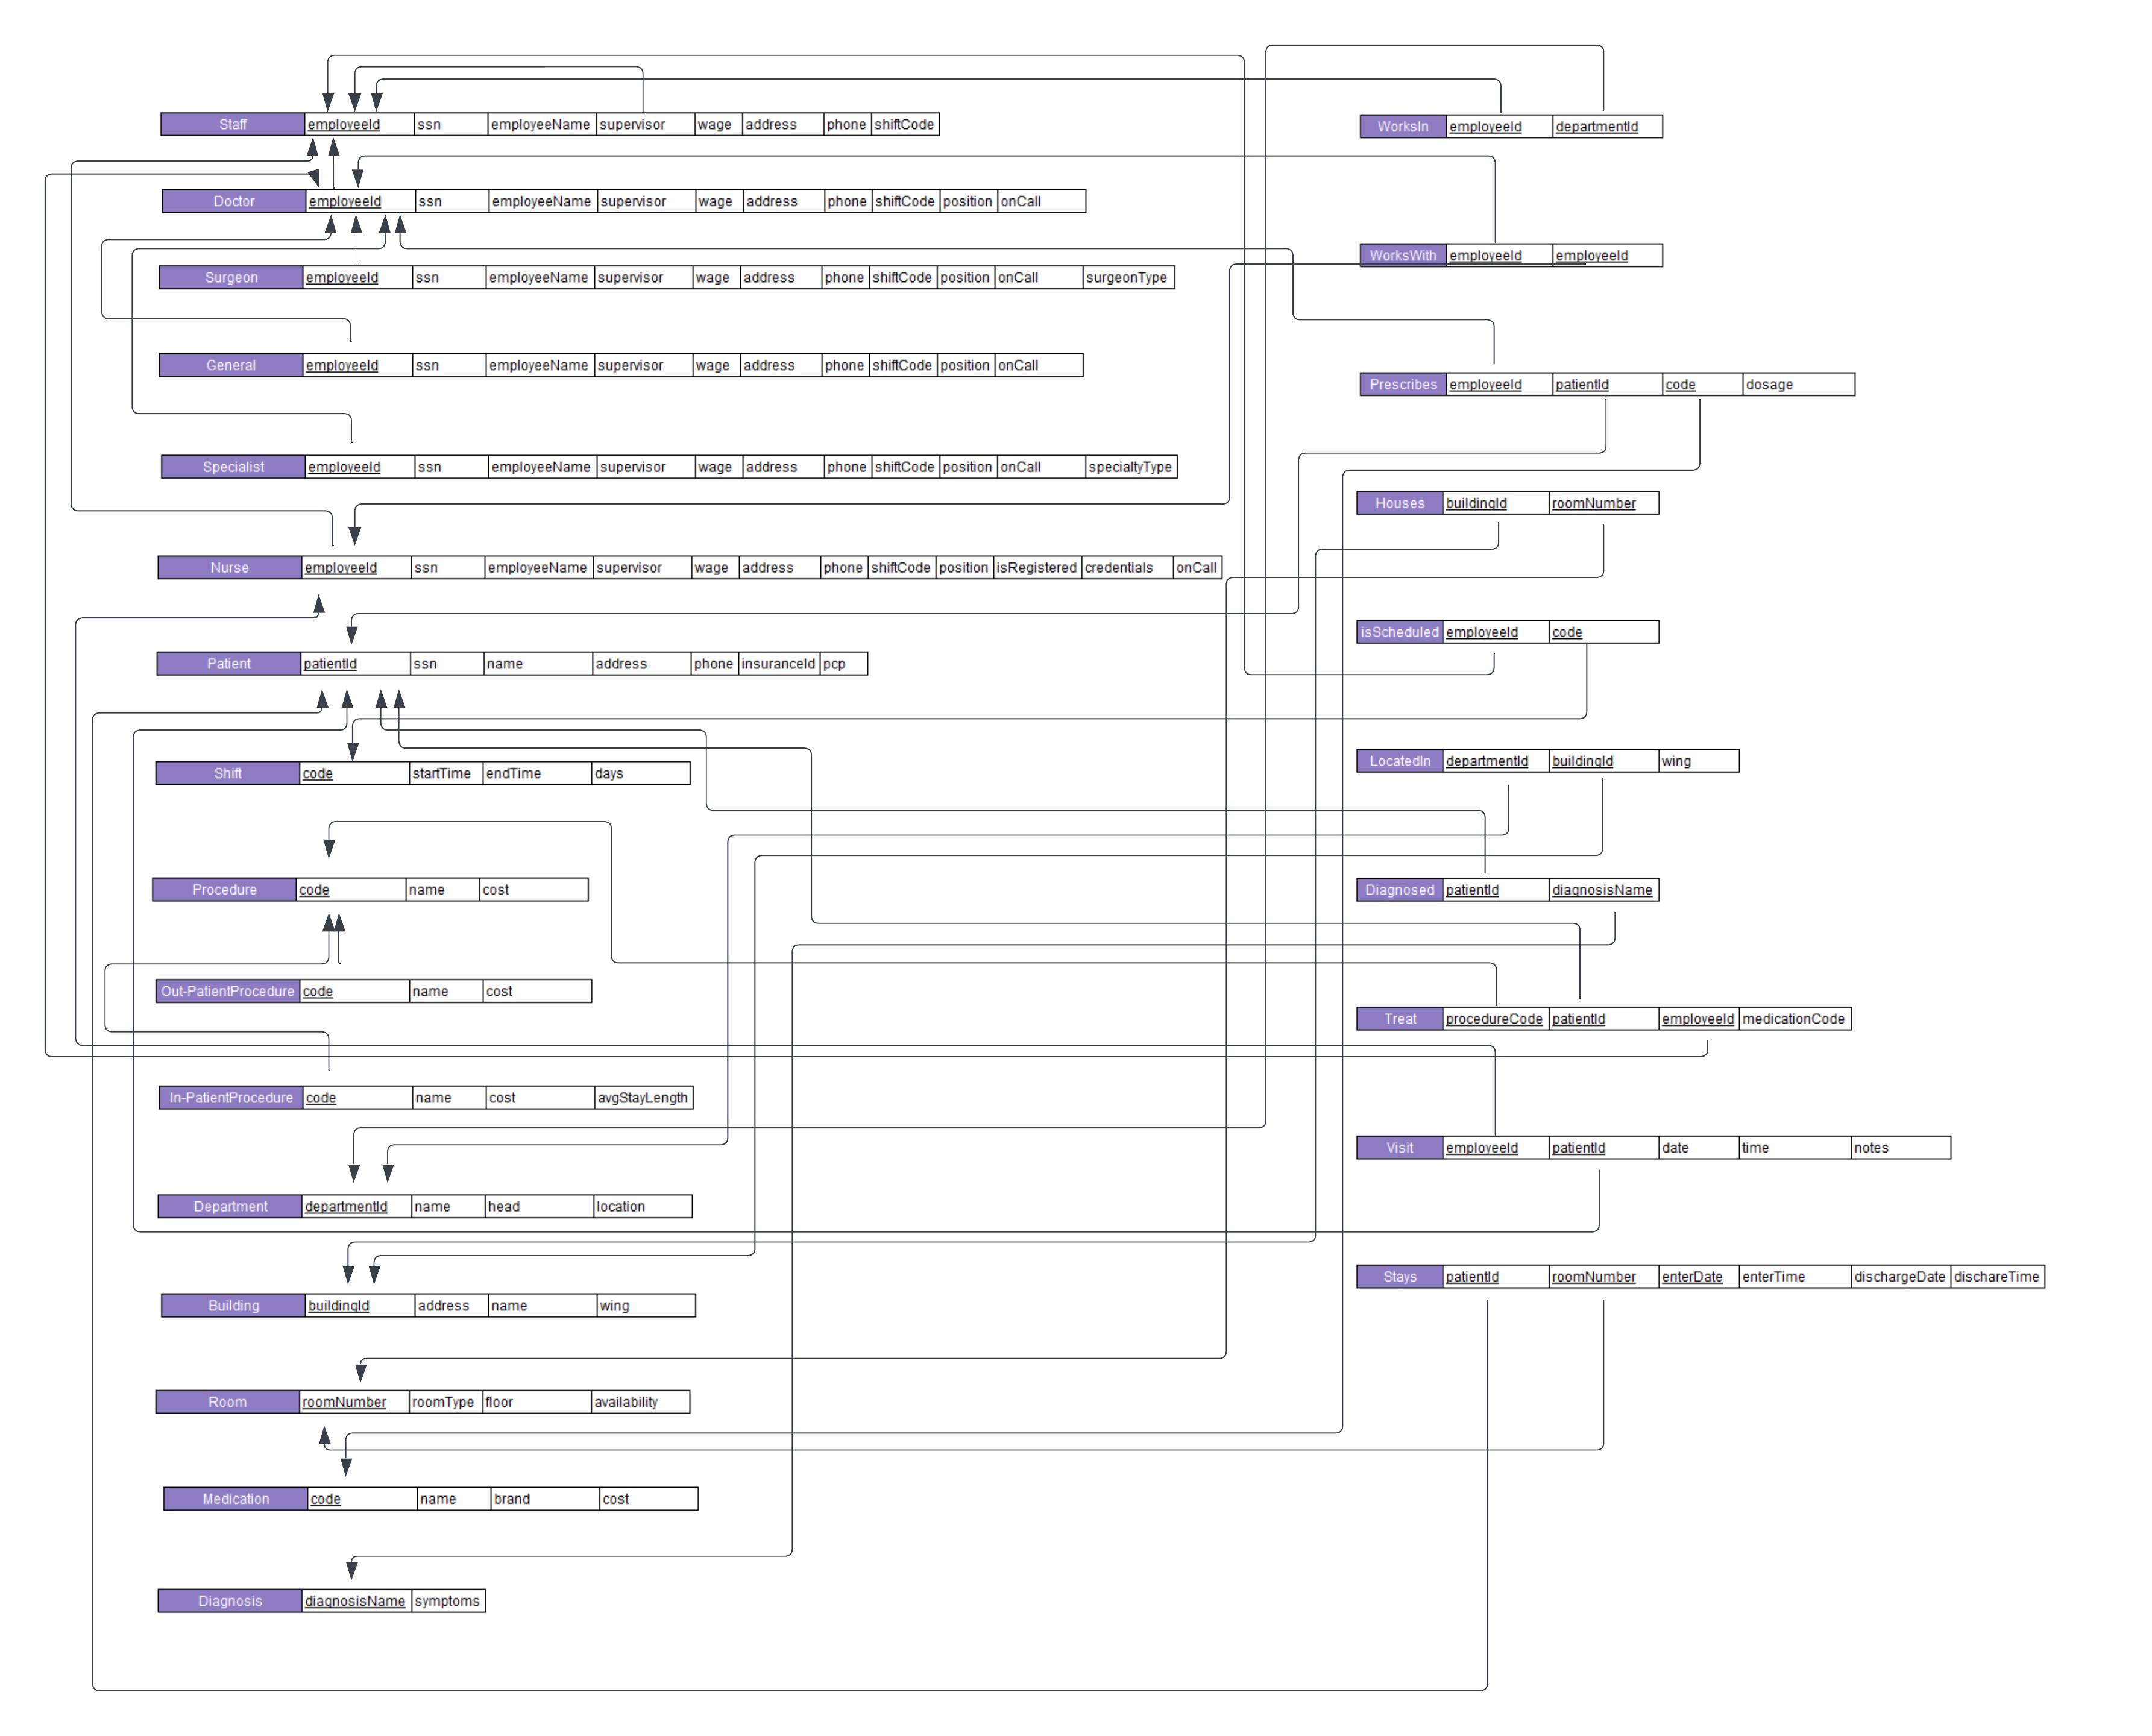 Staff employeeId ssn employeeName supervisor wage address phone shiftCode
Doctor employeeId ssn employeeName supervisor wage address phone shiftCode position onCall
Surgeon employeeId ssn employeeName supervisor wage address phone shiftCode position onCall surgeonType
General employeeId ssn employeeName supervisor wage address phone shiftCode position onCall
Specialist employeeId ssn employeeName supervisor wage address phone shiftCode position onCall specialtyType
Nurse employeeId ssn employeeName supervisor wage address phone shiftCode position isRegistered credentials onCall
Patient patientId ssn name address phone insuranceId pcp
Shift code startTime endTime days
Procedure code name cost
Out-PatientProcedure code name cost
In-PatientProcedure code name cost avgStayLength
Department departmentId name head location
Building buildingId address name wing
Room roomNumber roomType floor availability
Medication code name brand cost
Diagnosis diagnosisName symptoms
WorksIn employeeId departmentId
WorksWith employeeId employeeId
Prescribes employeeId patientId code dosage
Houses buildingId roomNumber
isScheduled employeeId code
LocatedIn departmentId buildingId wing
Diagnosed patientId diagnosisName
Treat procedureCode patientId employeeId medicationCode
Visit employeeId patientId date time notes
Stays patientId roomNumber enterDate enterTime dischargeDate dischareTime